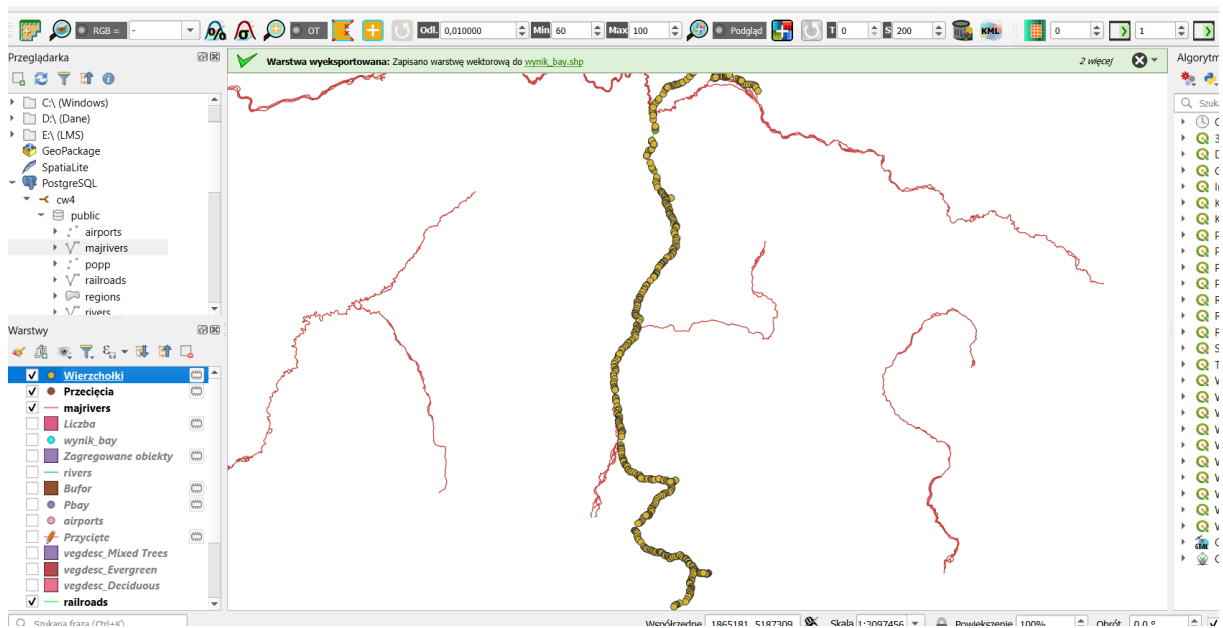 RGB = -
OT
Odl. 0,010000 Min 60 Max 100
Podgląd
T 0 S 200
KML
0
1
Przeglądarka
Warstwa wyeksportowana: Zapisano warstwę wektorową do wynik_bay.shp
2 więcej
C:\ (Windows)
D:\ (Dane)
E:\ (LMS)
GeoPackage
SpatiaLite
PostgreSQL
cw4
public
airports
majrivers
popp
railroads
regions
rivers
Warstwy
Wierzchołki
Przecięcia
majrivers
Liczba
wynik_bay
Zagregowane obiekty
rivers
Bufor
Pbay
airports
Przycięte
vegdesc_Mixed Trees
vegdesc_Evergreen
vegdesc_Deciduous
railroads
Algorytm
Szuka
GDAL
Szukana fraza (Ctrl+K)
Współrzędne 1865181, 5187309 Skala 1:3097456 Powiększenie 100% Obrót 0,0 °